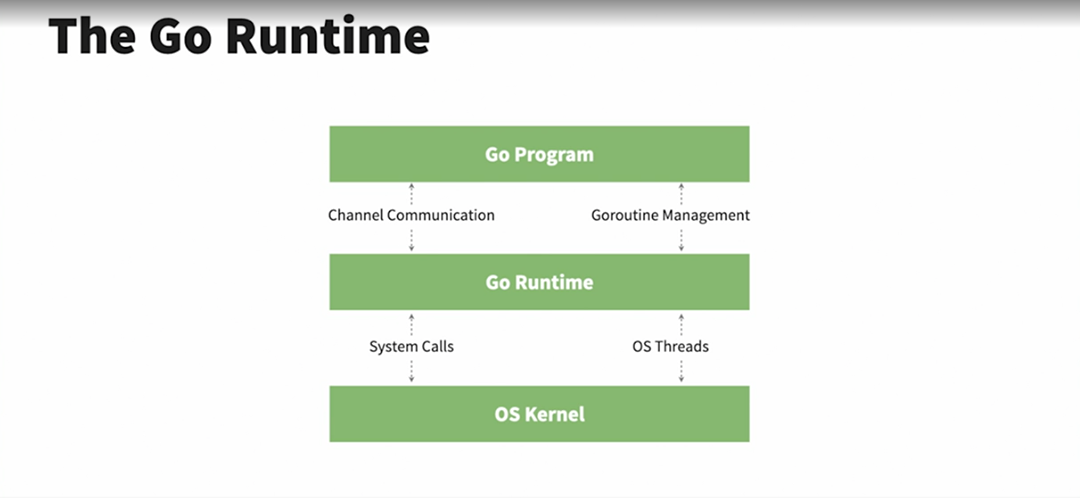 The Go Runtime
Go Program
Channel Communication
Goroutine Management
Go Runtime
System Calls
OS Threads
OS Kernel